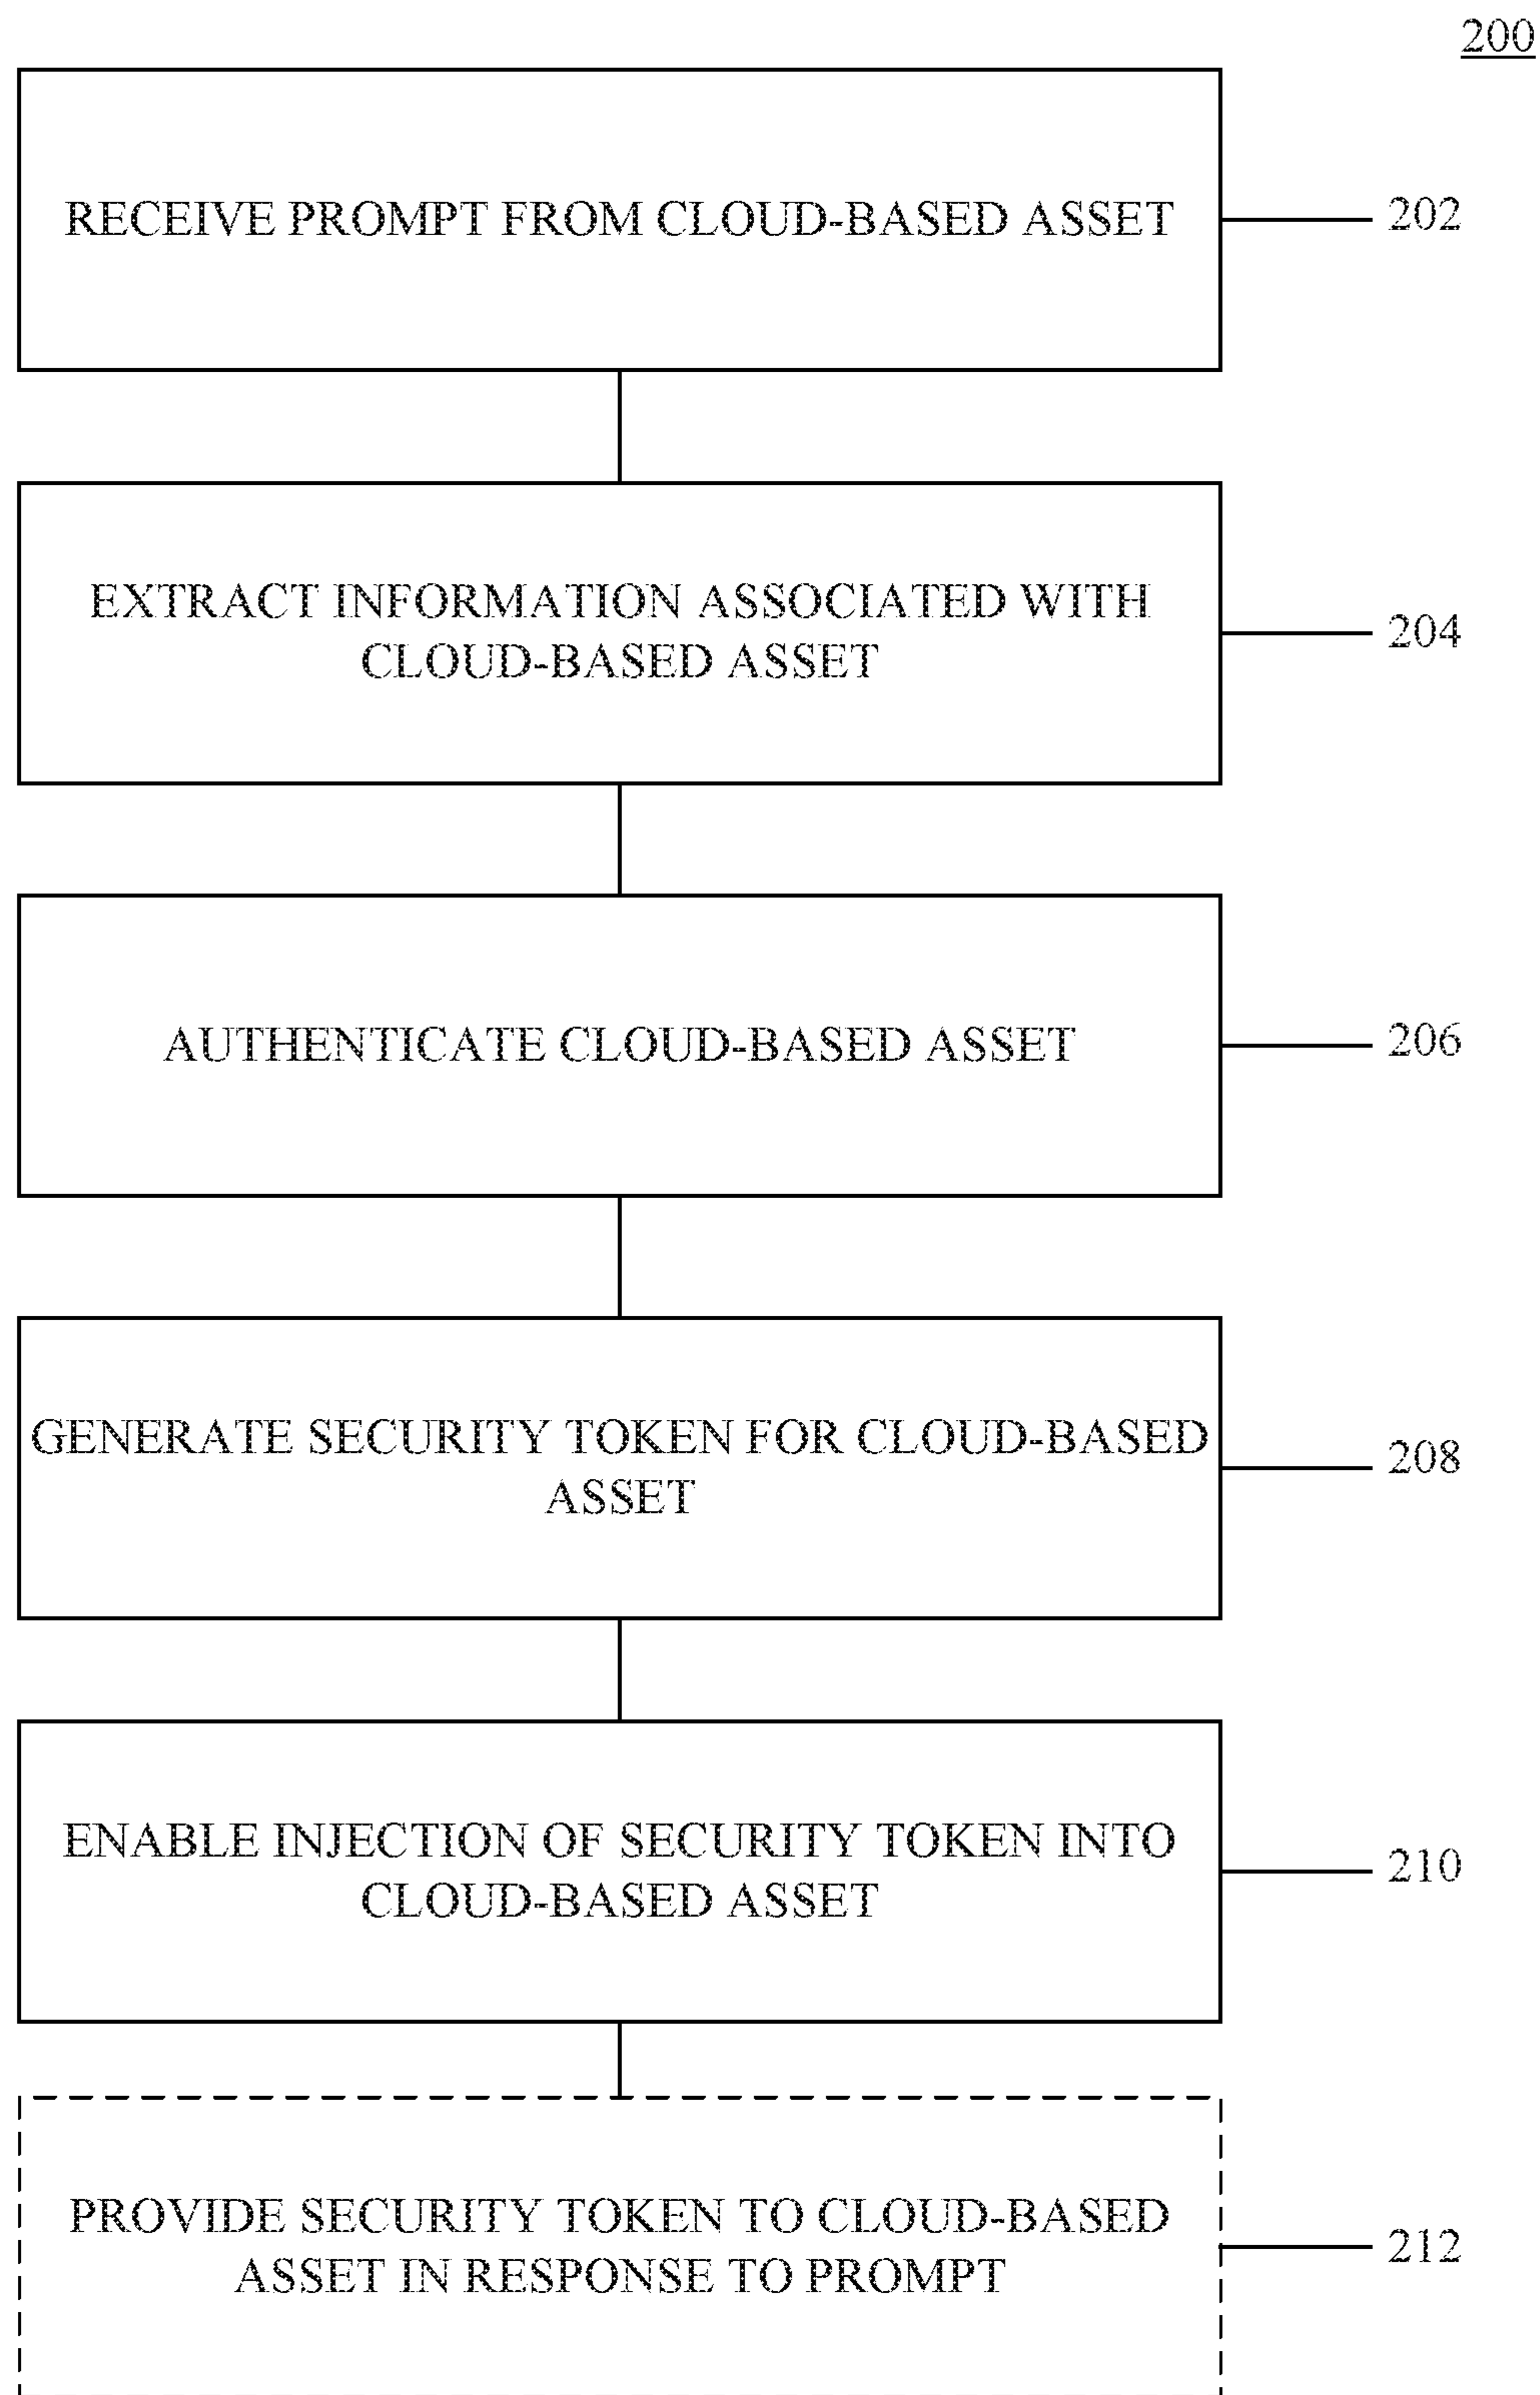 200
RECEIVE PROMPT FROM CLOUD-BASED ASSET
202
EXTRACT INFORMATION ASSOCIATED WITH
CLOUD-BASED ASSET
204
AUTHENTICATE CLOUD-BASED ASSET
206
GENERATE SECURITY TOKEN FOR CLOUD-BASED
ASSET
208
ENABLE INJECTION OF SECURITY TOKEN INTO
CLOUD-BASED ASSET
210
PROVIDE SECURITY TOKEN TO CLOUD-BASED
ASSET IN RESPONSE TO PROMPT
212